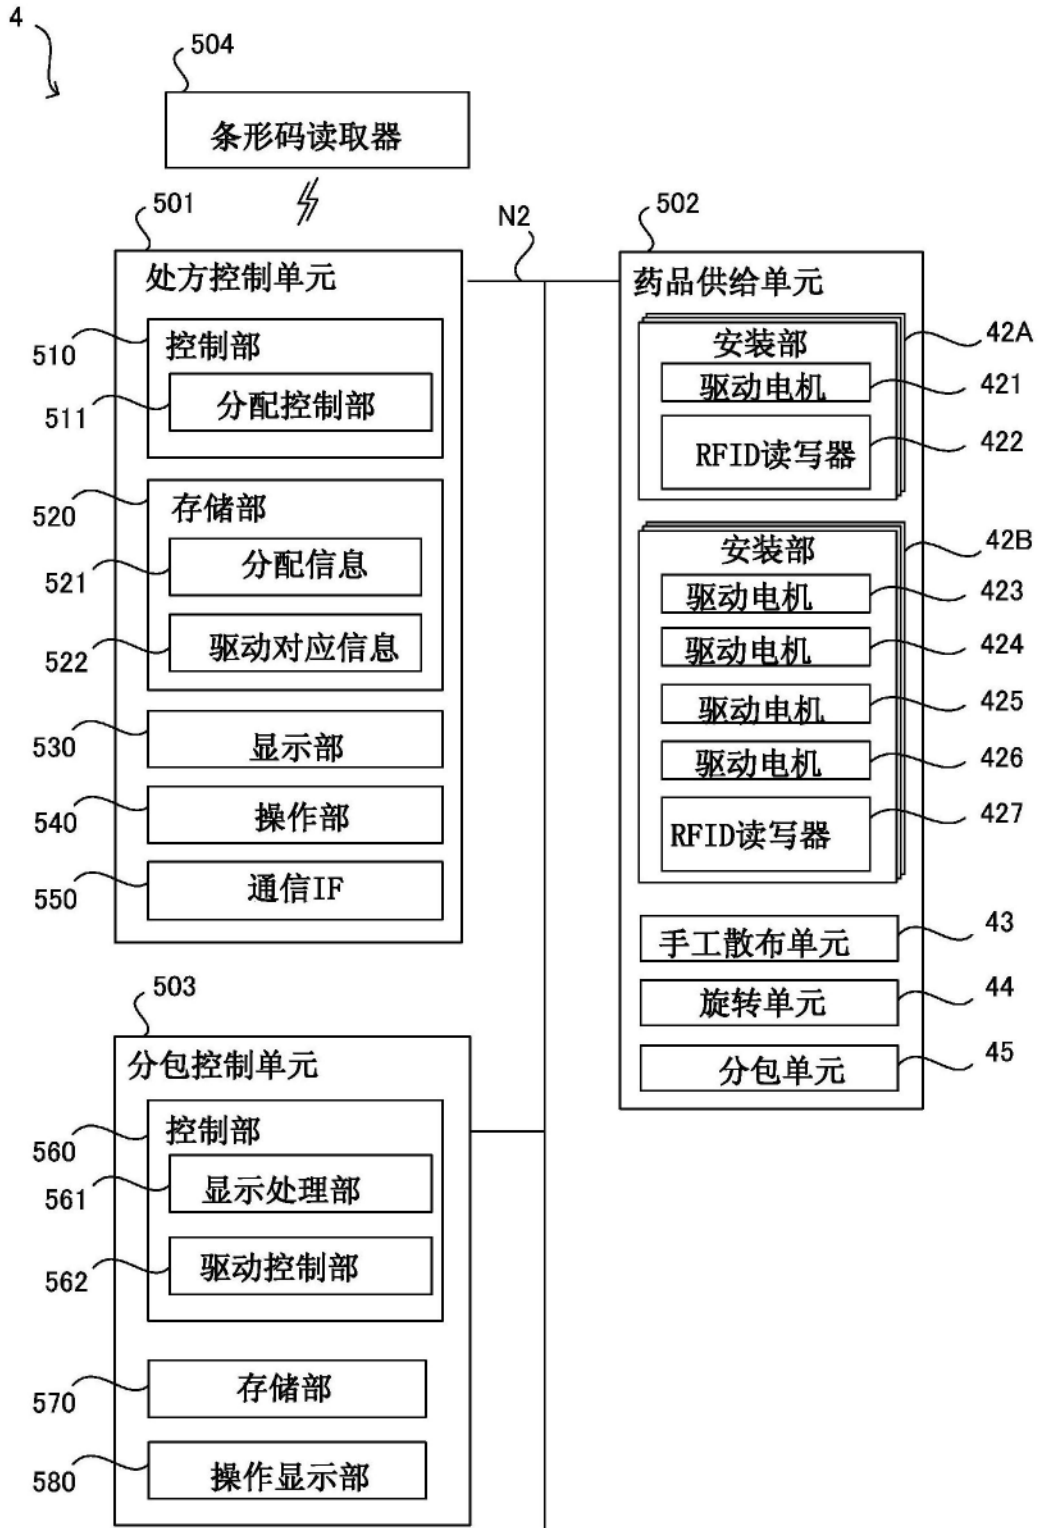 4
504
条形码读取器
501
处方控制单元
510
控制部
511
分配控制部
520
存储部
521
分配信息
522
驱动对应信息
530
显示部
540
操作部
550
通信IF
503
分包控制单元
560
控制部
561
显示处理部
562
驱动控制部
570
存储部
580
操作显示部
N2
502
药品供给单元
42A
安装部
驱动电机
421
RFID读写器
422
42B
安装部
驱动电机
423
驱动电机
424
驱动电机
425
驱动电机
426
RFID读写器
427
手工散布单元
43
旋转单元
44
分包单元
45